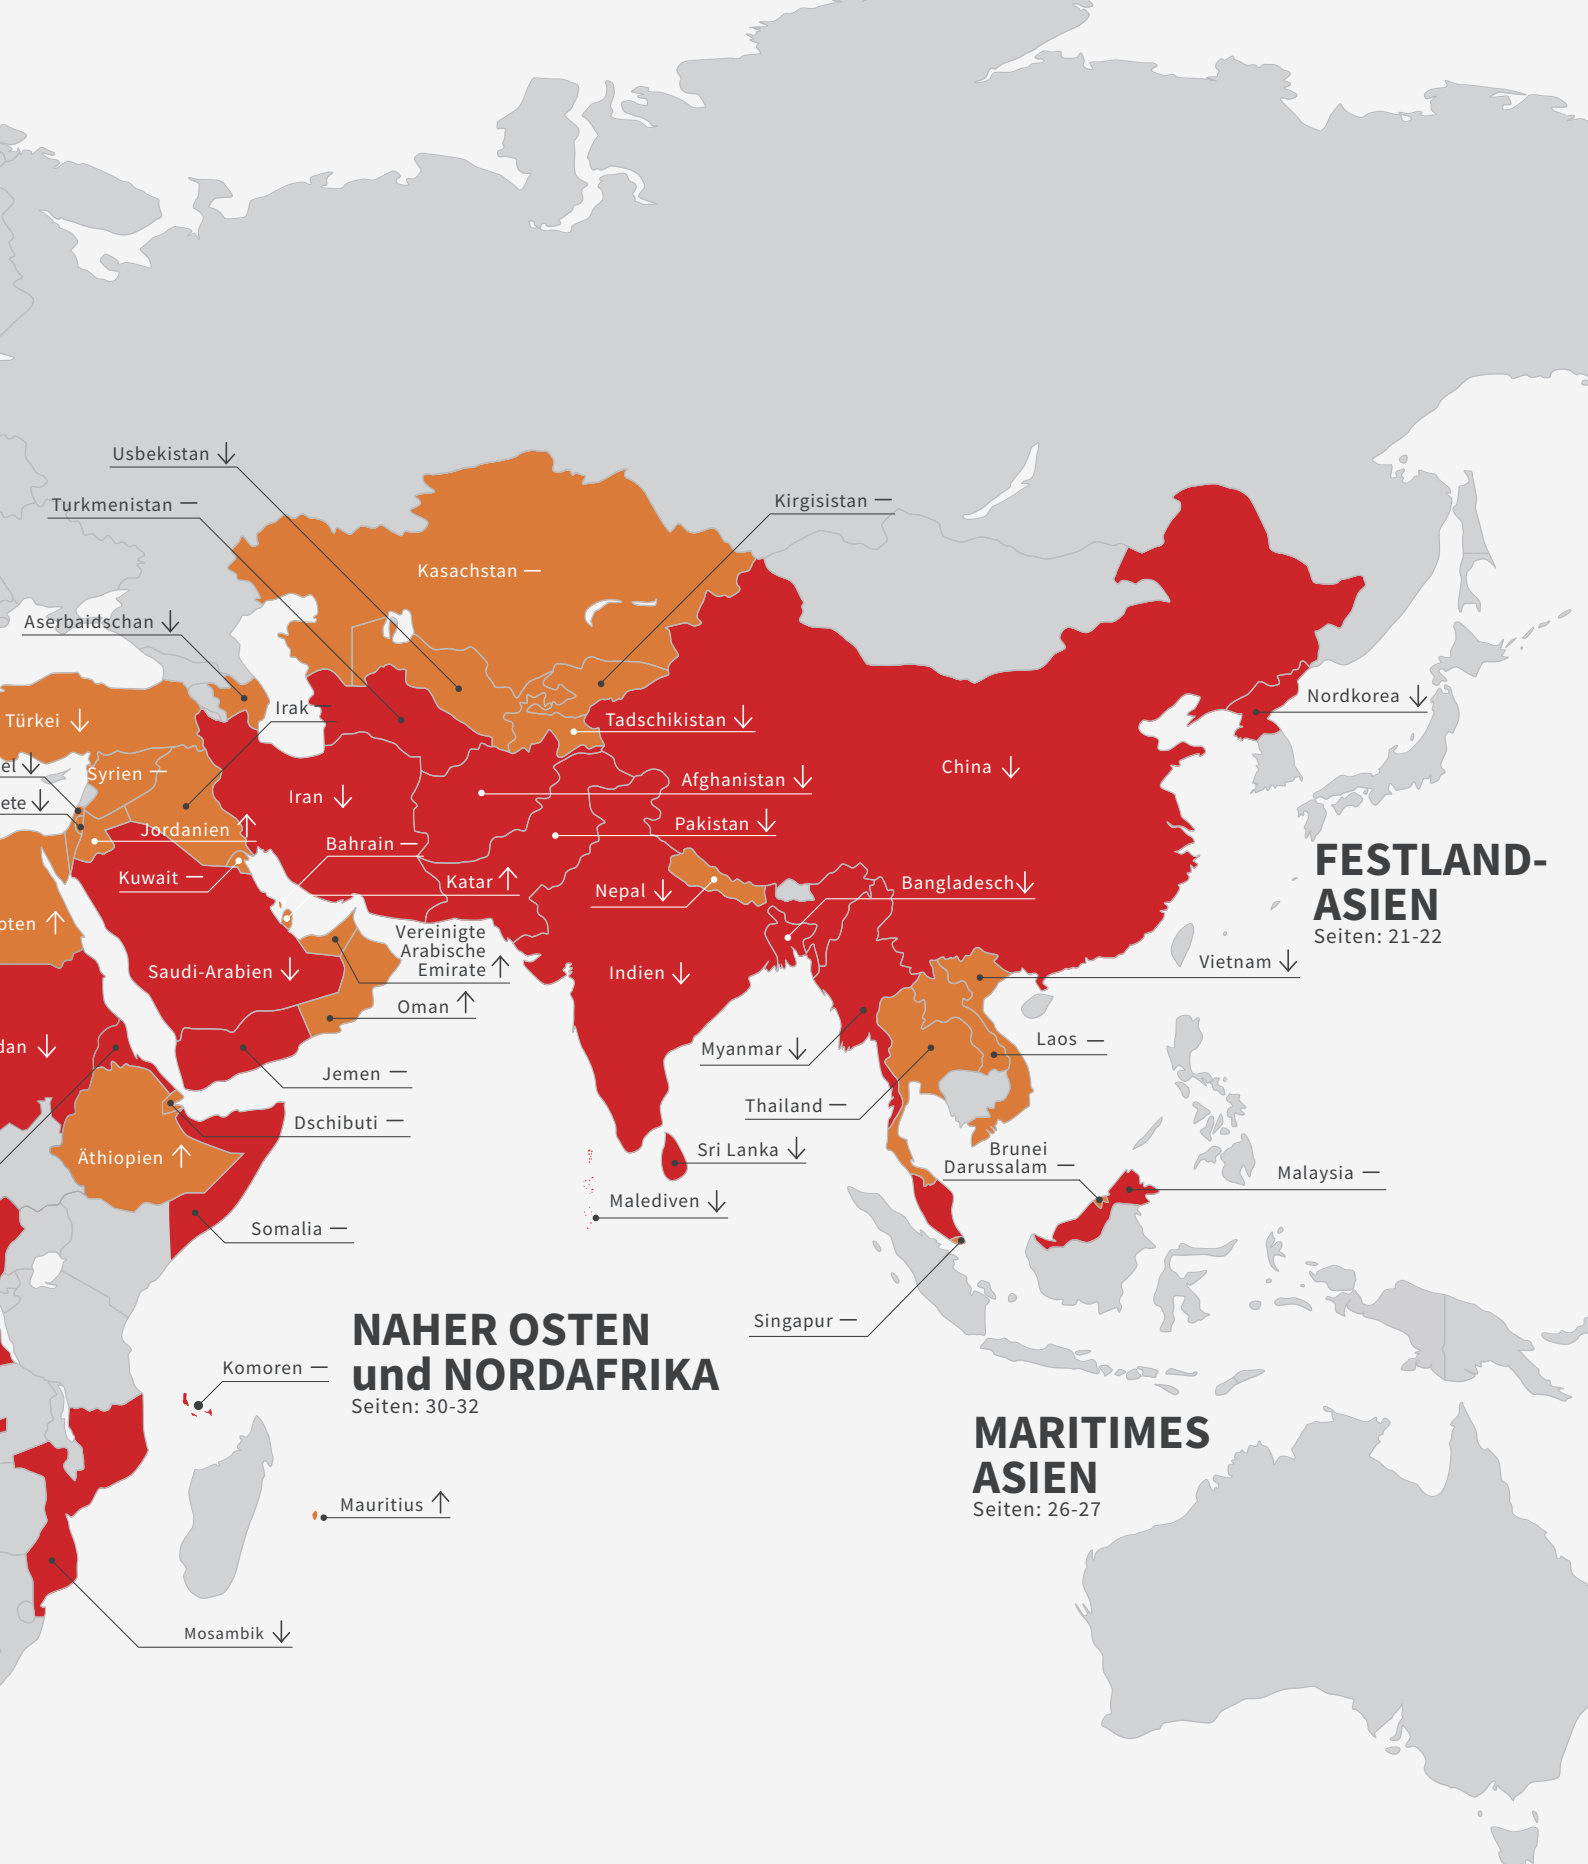 Usbekistan ↓
Turkmenistan —
Kirgisistan —
Kasachstan —
Aserbaidschan ↓
Irak —
Nordkorea ↓
Türkei ↓
Tadschikistan ↓
el ↓
Syrien —
China ↓
Afghanistan ↓
ete ↓
Iran ↓
Jordanien ↑
Pakistan ↓
Bahrain —
FESTLAND-
ASIEN
Seiten: 21-22
Kuwait —
Katar ↑
Nepal ↓
Bangladesch ↓
pten ↑
Vereinigte
Arabische
Emirate ↑
Saudi-Arabien ↓
Indien ↓
Vietnam ↓
Oman ↑
dan ↓
Myanmar ↓
Laos —
Jemen —
Thailand —
Dschibuti —
Äthiopien ↑
Sri Lanka ↓
Brunei
Darussalam —
Malaysia —
Malediven ↓
Somalia —
Singapur —
NAHER OSTEN
und NORDAFRIKA
Seiten: 30-32
Komoren —
MARITIMES
ASIEN
Seiten: 26-27
Mauritius ↑
Mosambik ↓